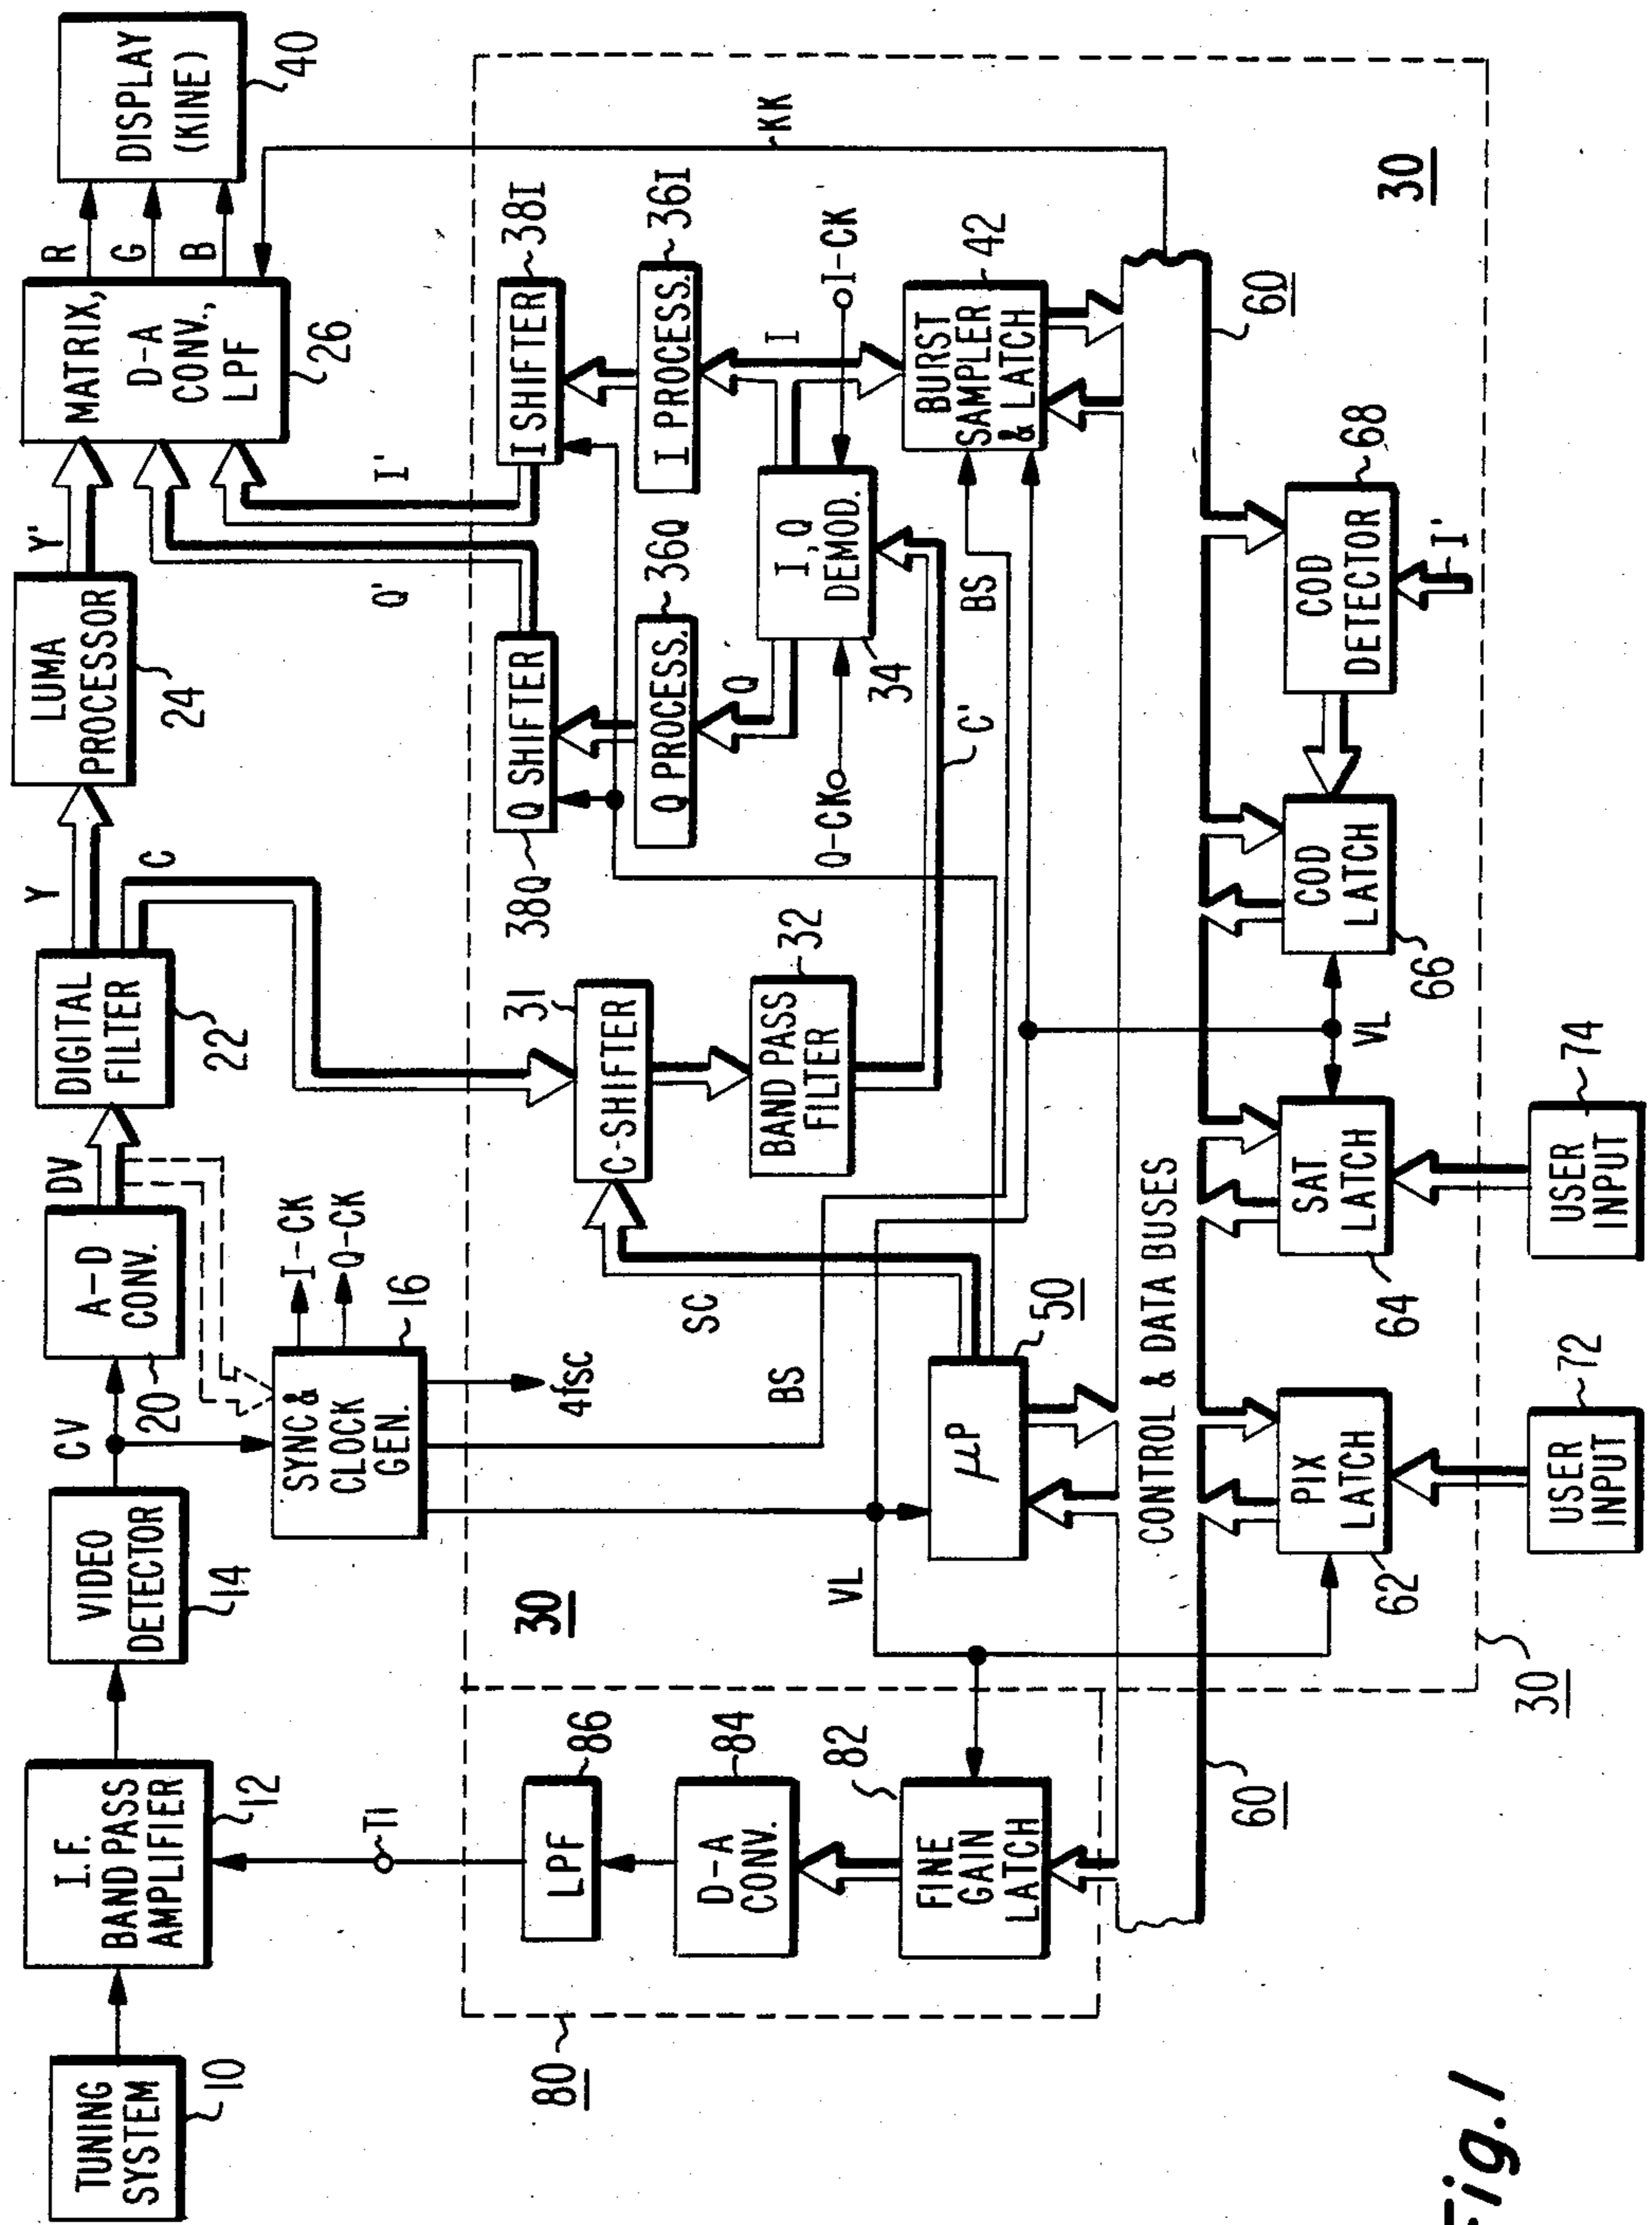 TUNING
SYSTEM
10
I.F.
BAND PASS
AMPLIFIER
12
VIDEO
DETECTOR
14
CV
A-D
CONV.
20
DV
DIGITAL
FILTER
22
Y
C
LUMA
PROCESSOR
24
Y'
MATRIX,
D-A
CONV.,
LPF
26
R
G
B
DISPLAY
(KINE)
40
SYNC &
CLOCK
GEN.
16
I-CK
Q-CK
4fsc
T1
Q'
I'
KK
30
80
LPF
86
D-A
CONV.
84
FINE
GAIN
LATCH
82
VL
BS
SC
μP
50
C-SHIFTER
31
BAND PASS
FILTER
32
Q SHIFTER
38Q
I SHIFTER
38I
Q PROCESS.
36Q
I PROCESS.
36I
Q
I
Q-CK
I-CK
I, Q
DEMOD.
34
C'
BS
BURST
SAMPLER
& LATCH
42
30
CONTROL & DATA BUSES
60
60
PIX
LATCH
62
SAT
LATCH
64
VL
COD
LATCH
66
COD
DETECTOR
68
I'
30
USER
INPUT
72
USER
INPUT
74
Fig.1